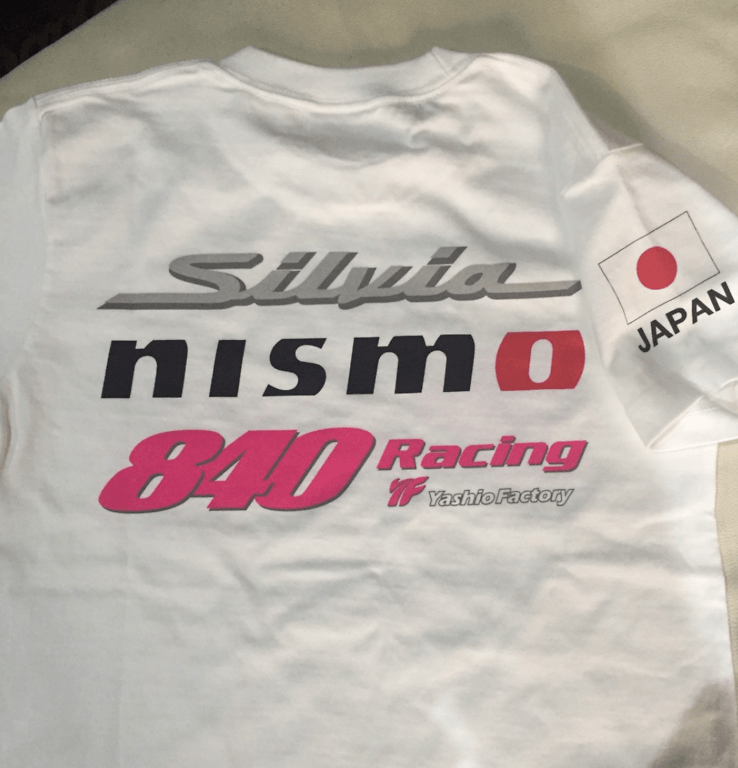 Silvia
nismo
840 Racing
YF Yashio Factory
JAPAN